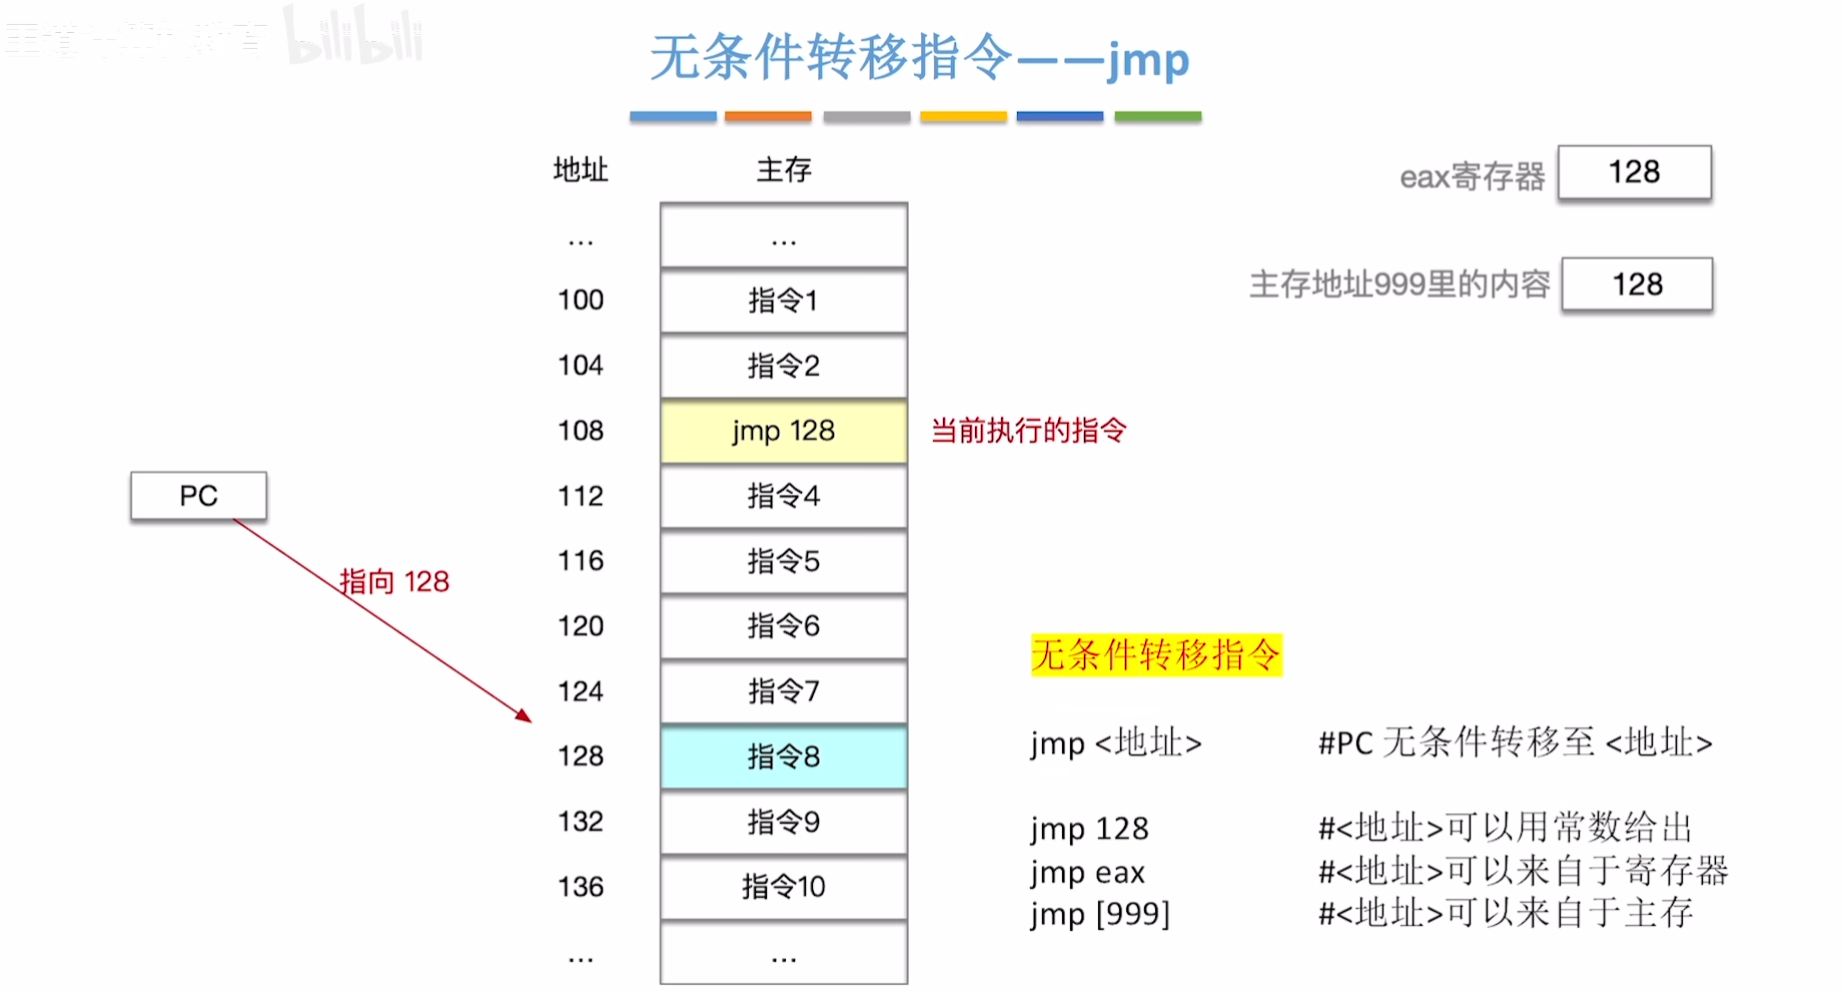 bilibili
无条件转移指令——jmp
地址 主存
eax寄存器 128
... ...
主存地址999里的内容 128
100 指令1
104 指令2
108 jmp 128 当前执行的指令
PC
112 指令4
116 指令5
指向 128
120 指令6
无条件转移指令
124 指令7
jmp <地址> #PC 无条件转移至 <地址>
128 指令8
132 指令9
jmp 128 #<地址>可以用常数给出
jmp eax #<地址>可以来自于寄存器
136 指令10
jmp [999] #<地址>可以来自于主存
... ...